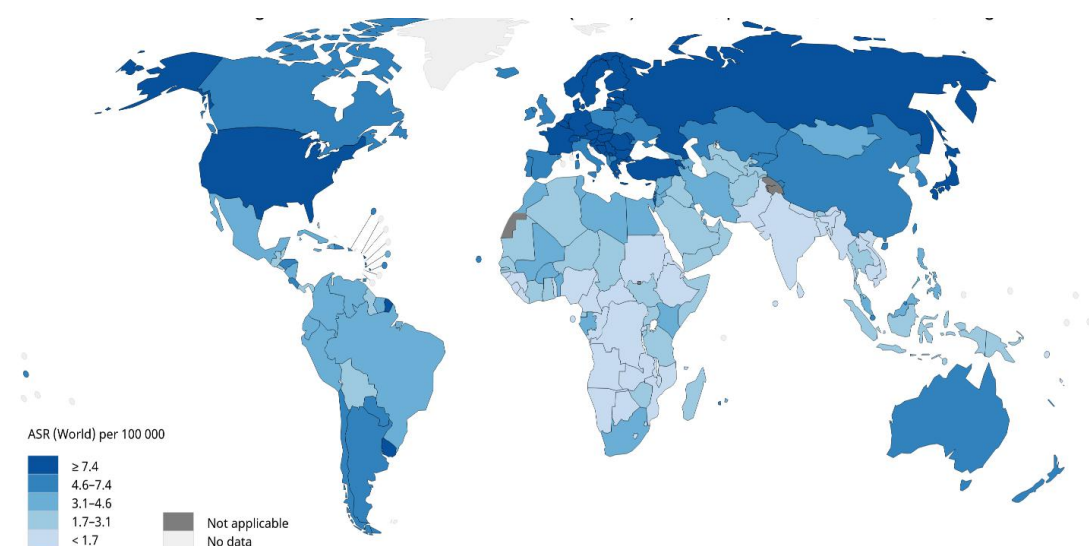 ASR (World) per 100 000
≥ 7.4
4.6–7.4
3.1–4.6
1.7–3.1
< 1.7
Not applicable
No data